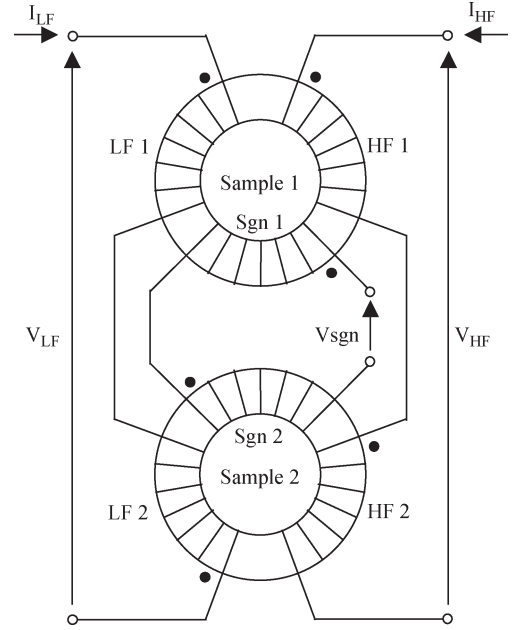 I_LF
I_HF
LF 1
HF 1
Sample 1
Sgn 1
V_LF
Vsgn
V_HF
Sgn 2
Sample 2
LF 2
HF 2